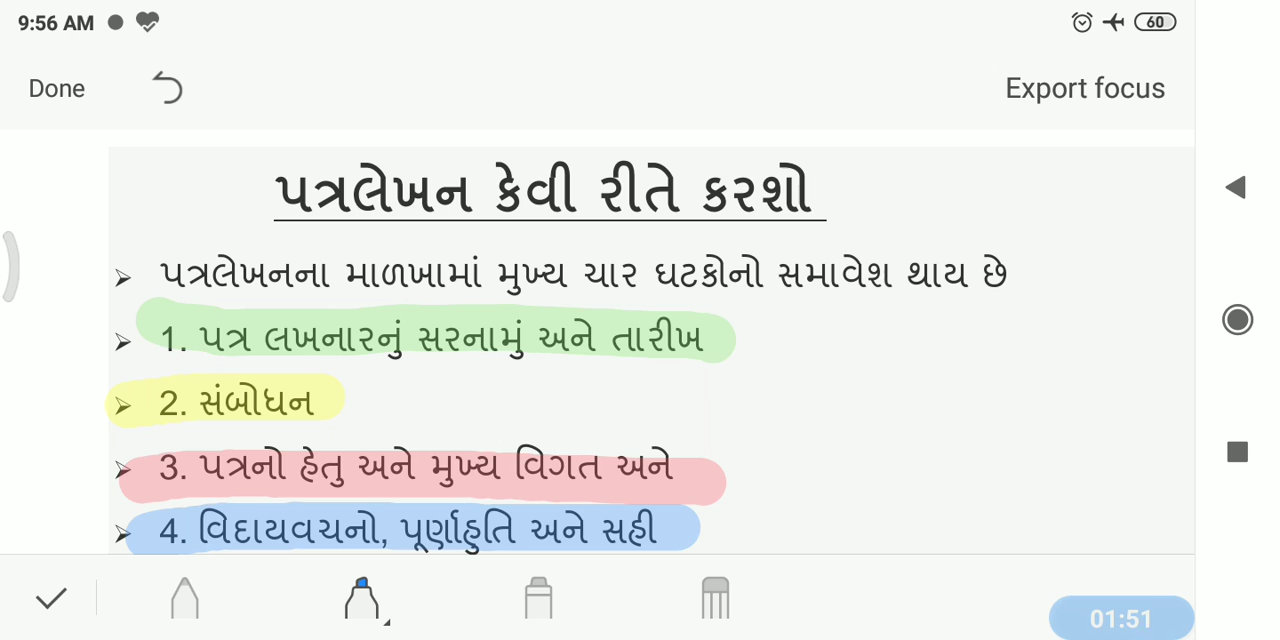 9:56 AM
60
Done
Export focus
પત્રલેખન કેવી રીતે કરશો
➢ પત્રલેખનના માળખામાં મુખ્ય ચાર ઘટકોનો સમાવેશ થાય છે
➢ 1. પત્ર લખનારનું સરનામું અને તારીખ
➢ 2. સંબોધન
➢ 3. પત્રનો હેતુ અને મુખ્ય વિગત અને
➢ 4. વિદાયવચનો, પૂર્ણાહુતિ અને સહી
01:51